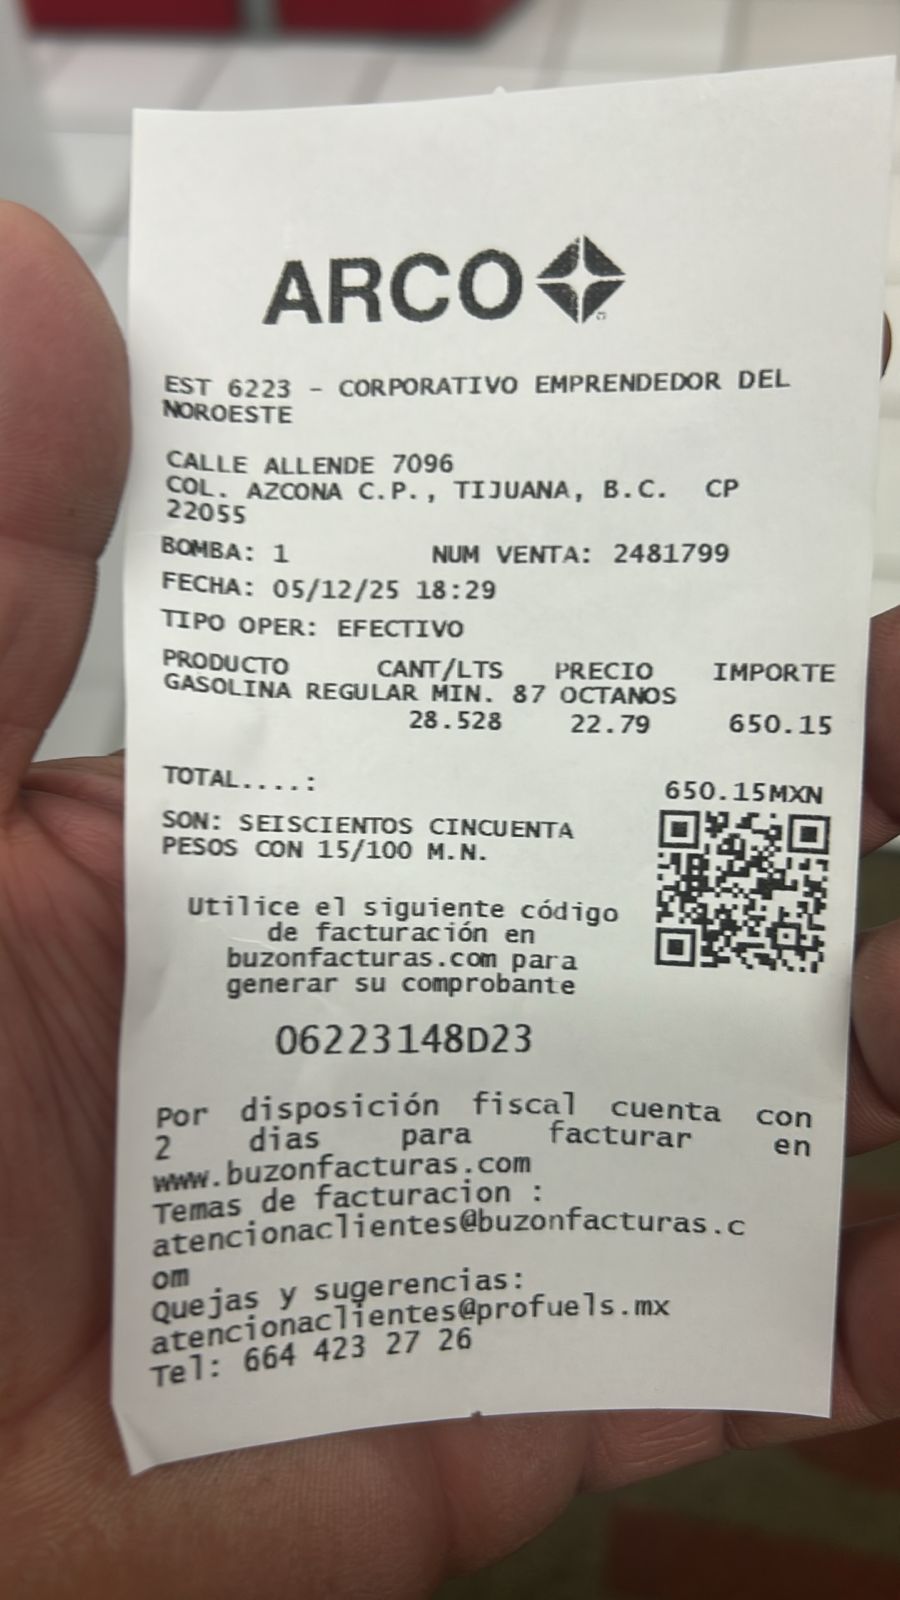 ARCO
EST 6223 - CORPORATIVO EMPRENDEDOR DEL
NOROESTE
CALLE ALLENDE 7096
COL. AZCONA C.P., TIJUANA, B.C. CP
22055
BOMBA: 1 NUM VENTA: 2481799
FECHA: 05/12/25 18:29
TIPO OPER: EFECTIVO
PRODUCTO CANT/LTS PRECIO IMPORTE
GASOLINA REGULAR MIN. 87 OCTANOS
28.528 22.79 650.15
TOTAL....: 650.15MXN
SON: SEISCIENTOS CINCUENTA
PESOS CON 15/100 M.N.
Utilice el siguiente código
de facturación en
buzonfacturas.com para
generar su comprobante
06223148D23
Por disposición fiscal cuenta con
2 dias para facturar en
www.buzonfacturas.com
Temas de facturacion :
atencionaclientes@buzonfacturas.c
om
Quejas y sugerencias:
atencionaclientes@profuels.mx
Tel: 664 423 27 26